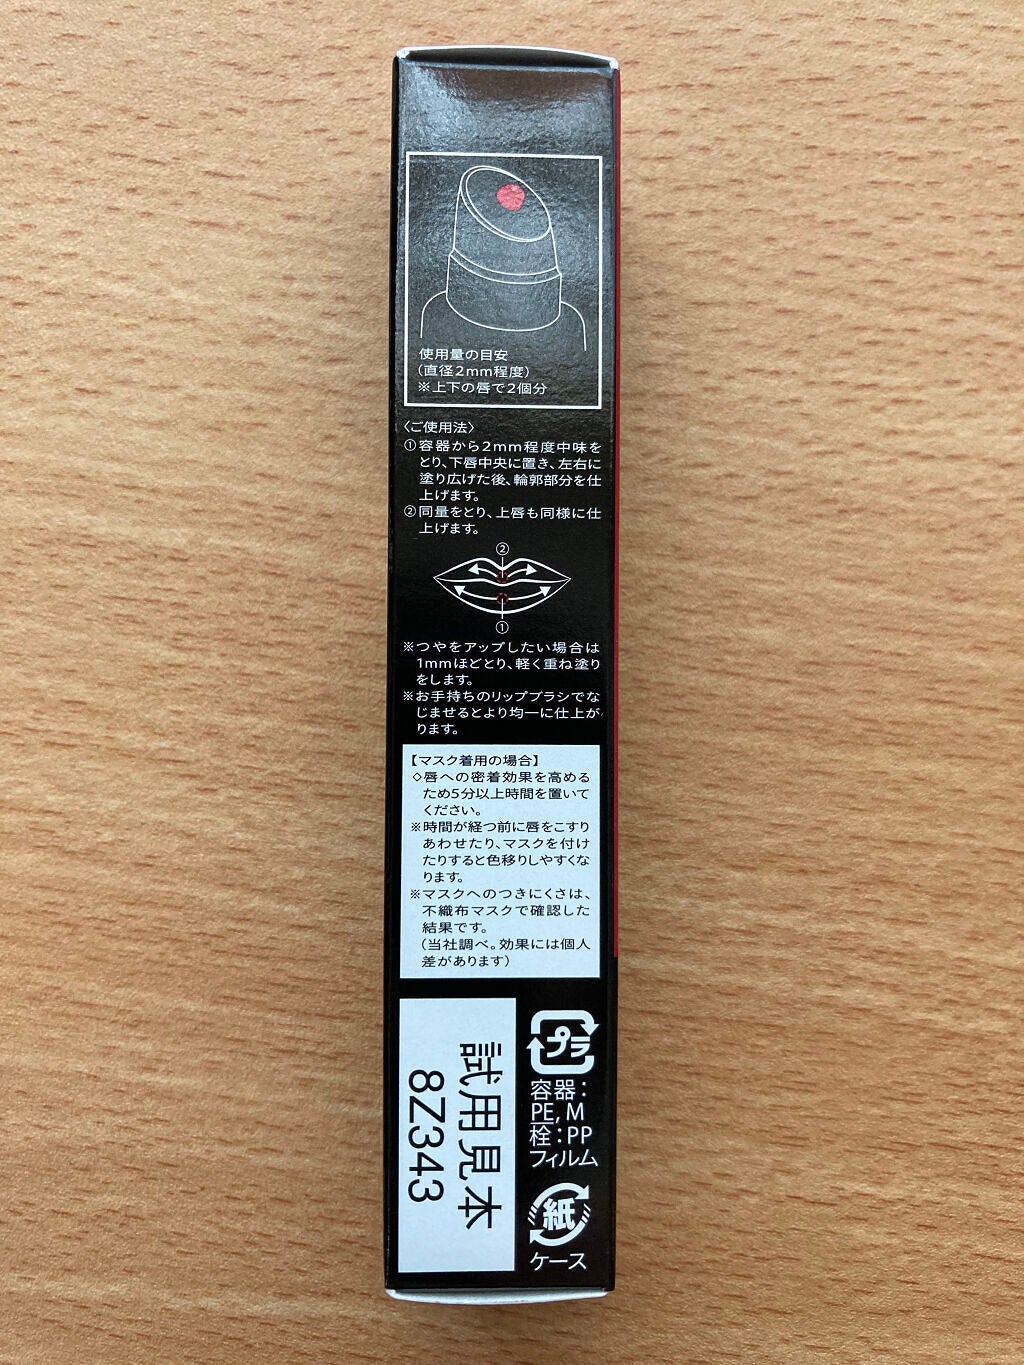 使用量の目安
(直径2mm程度)
※上下の唇で2個分
〈ご使用法〉
①容器から2mm程度中味を
とり、下唇中央に置き、左右に
塗り広げた後、輪郭部分を仕
上げます。
②同量をとり、上唇も同様に仕
上げます。
②
①
※つやをアップしたい場合は
1mmほどとり、軽く重ね塗り
をします。
※お手持ちのリップブラシでな
じませるとより均一に仕上が
ります。
【マスク着用の場合】
◇唇への密着効果を高める
ため5分以上時間を置いて
ください。
※時間が経つ前に唇をこすり
あわせたり、マスクを付け
たりすると色移りしやすくな
ります。
※マスクへのつきにくさは、
不織布マスクで確認した
結果です。
(当社調べ。効果には個人
差があります)
試用見本
8Z343
プラ
容器:
PE, M
栓:PP
フィルム
紙
ケース